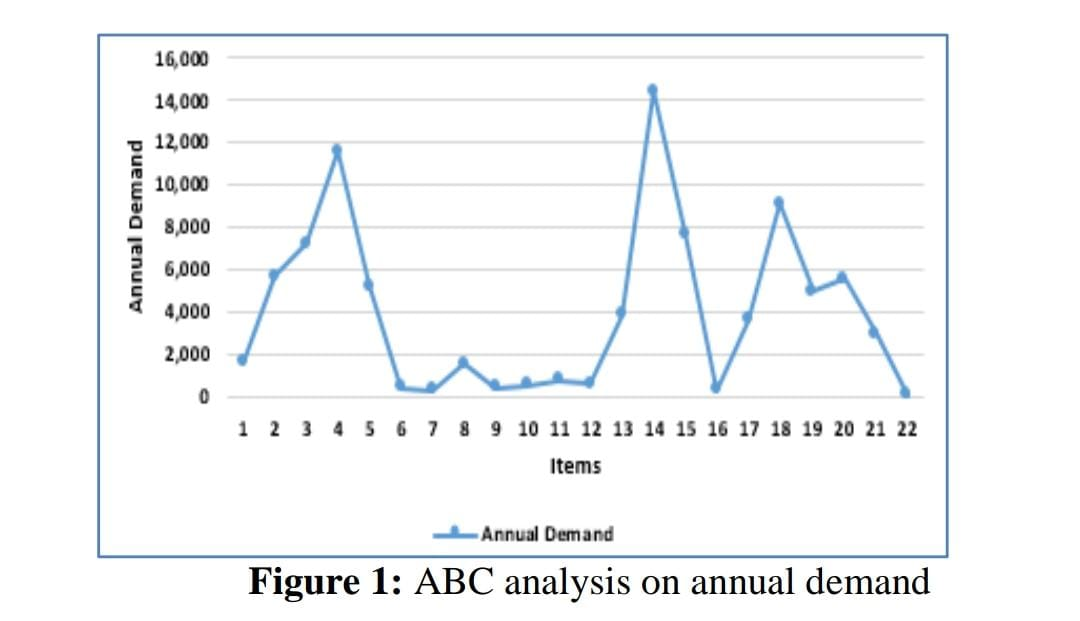 16,000
14,000
12,000
10,000
8,000
6,000
4,000
2,000
0
Annual Demand
1 2 3 4 5 6 7 8 9 10 11 12 13 14 15 16 17 18 19 20 21 22
Items
Annual Demand
Figure 1: ABC analysis on annual demand